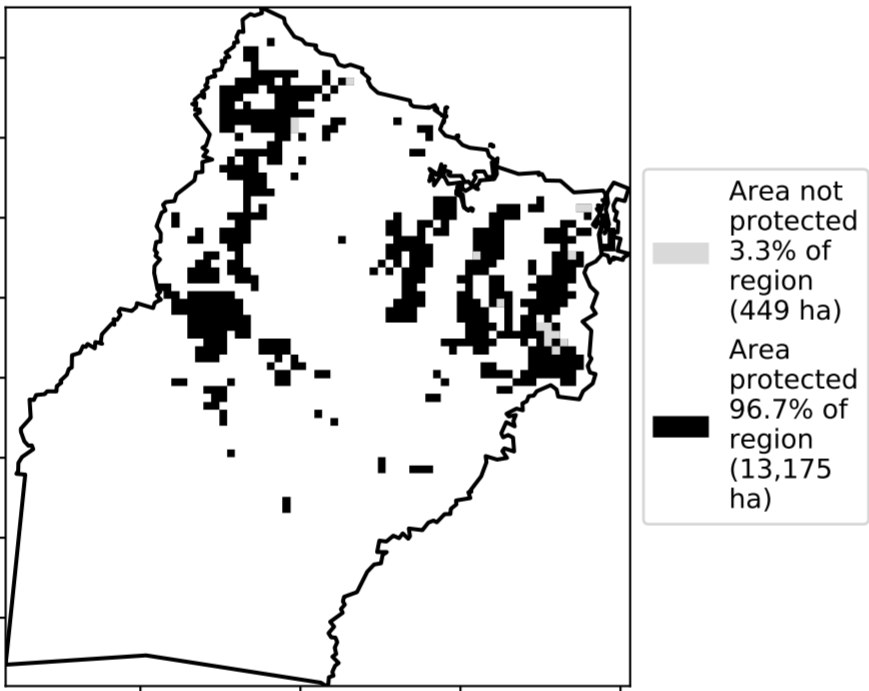 Area not
protected
3.3% of
region
(449 ha)
Area
protected
96.7% of
region
(13,175
ha)